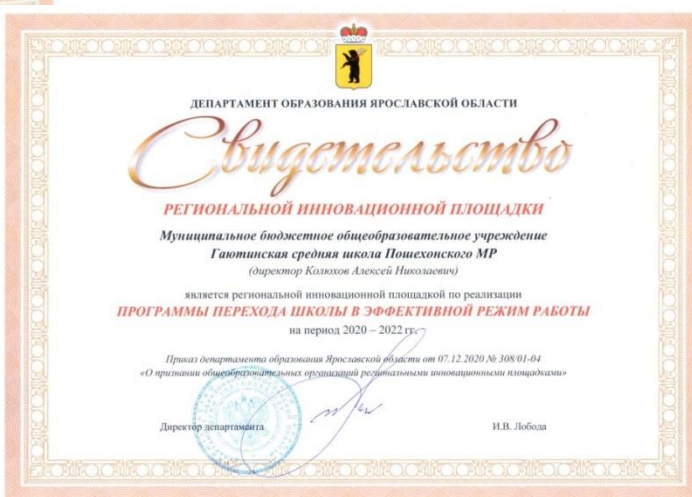 ДЕПАРТАМЕНТ ОБРАЗОВАНИЯ ЯРОСЛАВСКОЙ ОБЛАСТИ
Свидетельство
РЕГИОНАЛЬНОЙ ИННОВАЦИОННОЙ ПЛОЩАДКИ
Муниципальное бюджетное общеобразовательное учреждение
Гаютинская средняя школа Пошехонского МР
(директор Колюхов Алексей Николаевич)
является региональной инновационной площадкой по реализации
ПРОГРАММЫ ПЕРЕХОДА ШКОЛЫ В ЭФФЕКТИВНОЙ РЕЖИМ РАБОТЫ
на период 2020 – 2022 гг.
Приказ департамента образования Ярославской области от 07.12.2020 № 308/01-04
«О признании общеобразовательных организаций региональными инновационными площадками»
Директор департамента И.В. Лобода